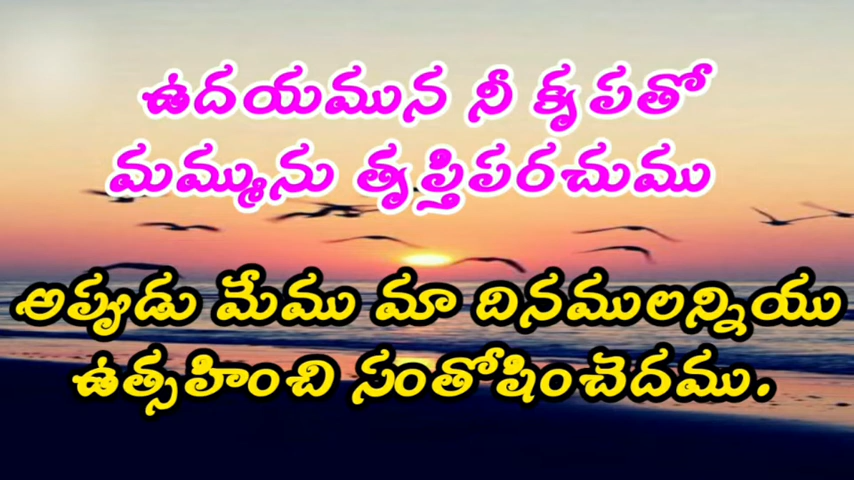 ఉదయమున నీ కృపతో
మమ్మును తృప్తిపరచుము
అప్పుడు మేము మా దినములన్నియు
ఉత్సహించి సంతోషించెదము.